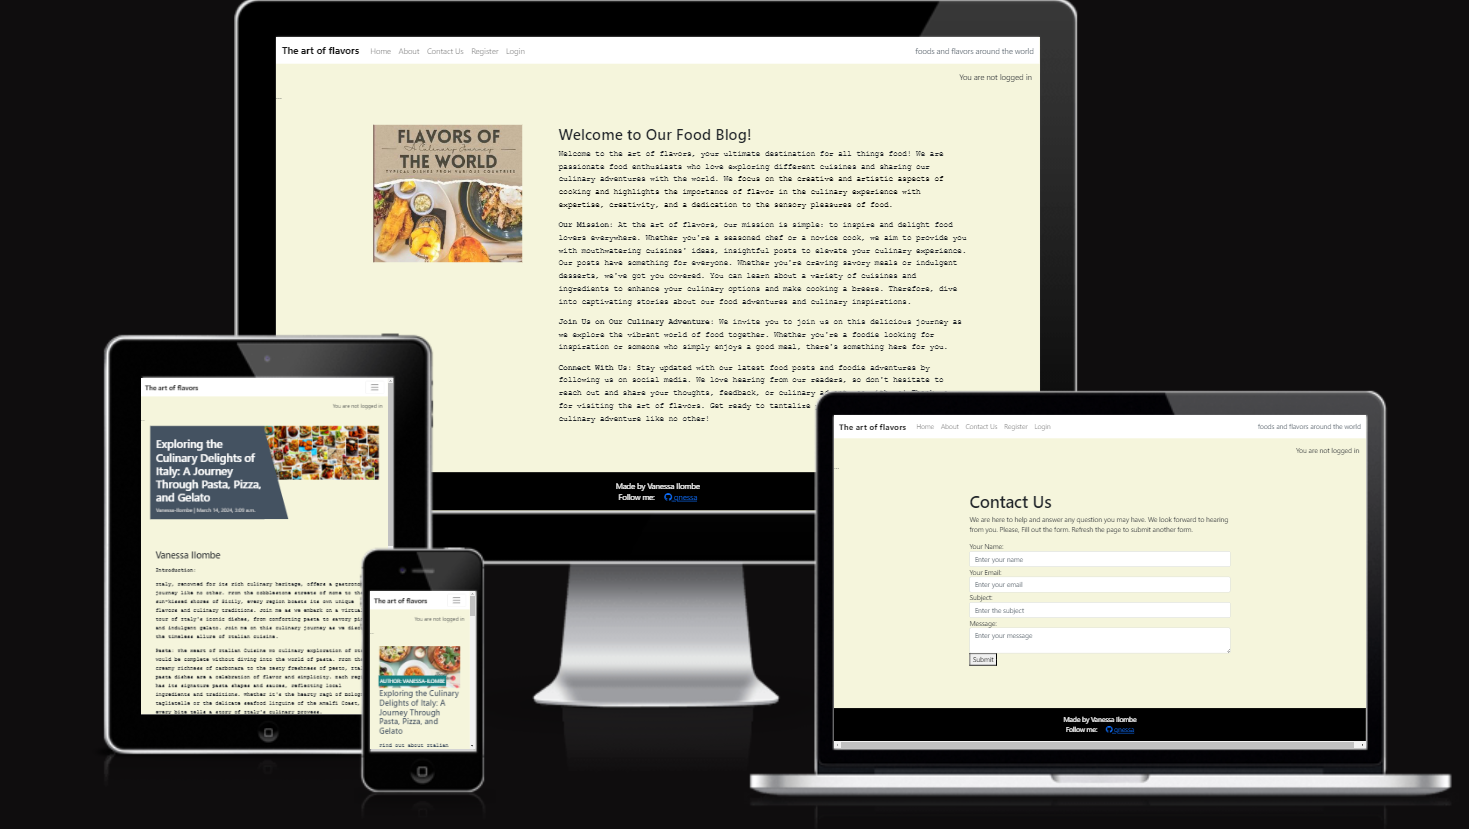 The art of flavors Home About Contact Us Register Login foods and flavors around the world
You are not logged in
FLAVORS OF
A Culinary Journey
THE WORLD
TYPICAL DISHES FROM VARIOUS COUNTRIES
Welcome to Our Food Blog!
Welcome to the art of flavors, your ultimate destination for all things food! We are
passionate food enthusiasts who love exploring different cuisines and sharing our
culinary adventures with the world. We focus on the creative and artistic aspects of
cooking and highlights the importance of flavor in the culinary experience with
expertise, creativity, and a dedication to the sensory pleasures of food.
Our Mission: At the art of flavors, our mission is simple: to inspire and delight food
lovers everywhere. Whether you're a seasoned chef or a novice cook, we aim to provide you
with mouthwatering cuisines' ideas, insightful posts to elevate your culinary experience.
Our posts have something for everyone. Whether you're craving savory meals or indulgent
desserts, we've got you covered. You can learn about a variety of cuisines and
ingredients to enhance your culinary options and make cooking a breeze. Therefore, dive
into captivating stories about our food adventures and culinary inspirations.
Join Us on Our Culinary Adventure: We invite you to join us on this delicious journey as
we explore the vibrant world of food together. Whether you're a foodie looking for
inspiration or someone who simply enjoys a good meal, there's something here for you.
Connect With Us: Stay updated with our latest food posts and foodie adventures by
following us on social media. We love hearing from our readers, so don't hesitate to
reach out and share your thoughts, feedback, or culinary
for visiting the art of flavors. Get ready to tantalize
culinary adventure like no other!
Made by Vanessa Ilombe
Follow me: qnessa
The art of flavors
You are not logged in
Exploring the
Culinary Delights of
Italy: A Journey
Through Pasta, Pizza,
and Gelato
Vanessa-Ilombe | March 14, 2024, 3:09 a.m.
Vanessa Ilombe
Introduction:
Italy, renowned for its rich culinary heritage, offers a
journey like no other. From the cobblestone streets of Rome to the
sun-kissed shores of Sicily, every region boasts its own unique
flavors and culinary traditions. Join me as we embark on a
tour of Italy's iconic dishes, from comforting pasta to savory
and indulgent gelato. Join me on this culinary journey as we
the timeless allure of Italian cuisine.
Pasta: The Heart of Italian Cuisine No culinary exploration of
would be complete without diving into the world of pasta. From the
creamy richness of carbonara to the zesty freshness of pesto,
pasta dishes are a celebration of flavor and simplicity. Each
has its signature pasta shapes and sauces, reflecting local
ingredients and traditions. Whether it's the hearty ragù of
tagliatelle or the delicate seafood linguine of the Amalfi Coast,
every bite tells a story of Italy's culinary prowess.
The art of flavors
You are not logged in
AUTHOR: VANESSA-ILOMBE
Exploring the Culinary
Delights of Italy: A
Journey Through
Pasta, Pizza, and
Gelato
Find out about Italian
The art of flavors Home About Contact Us Register Login foods and flavors around the world
You are not logged in
Contact Us
We are here to help and answer any question you may have. We look forward to hearing
from you. Please, Fill out the form. Refresh the page to submit another form.
Your Name:
Enter your name
Your Email:
Enter your email
Subject:
Enter the subject
Message:
Enter your message
Submit
Made by Vanessa Ilombe
Follow me: qnessa